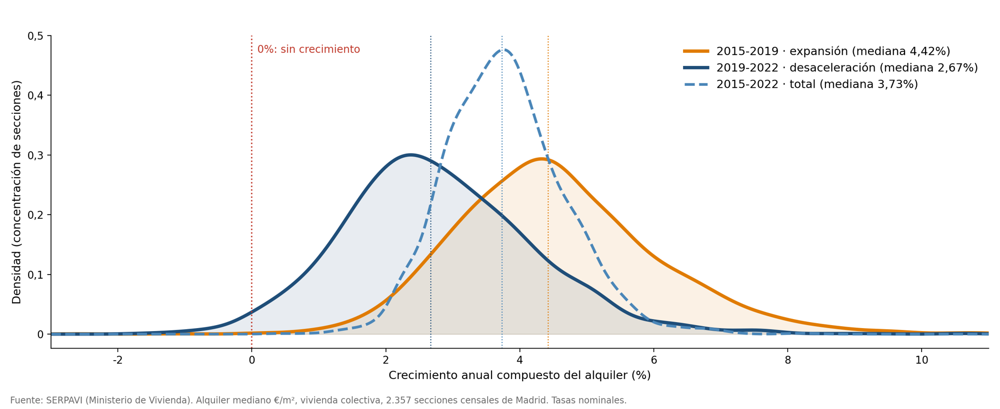 0%: sin crecimiento
2015-2019 · expansión (mediana 4,42%)
2019-2022 · desaceleración (mediana 2,67%)
2015-2022 · total (mediana 3,73%)
Densidad (concentración de secciones)
0,5
0,4
0,3
0,2
0,1
0
-2 0 2 4 6 8 10
Crecimiento anual compuesto del alquiler (%)
Fuente: SERPAVI (Ministerio de Vivienda). Alquiler mediano €/m², vivienda colectiva, 2.357 secciones censales de Madrid. Tasas nominales.